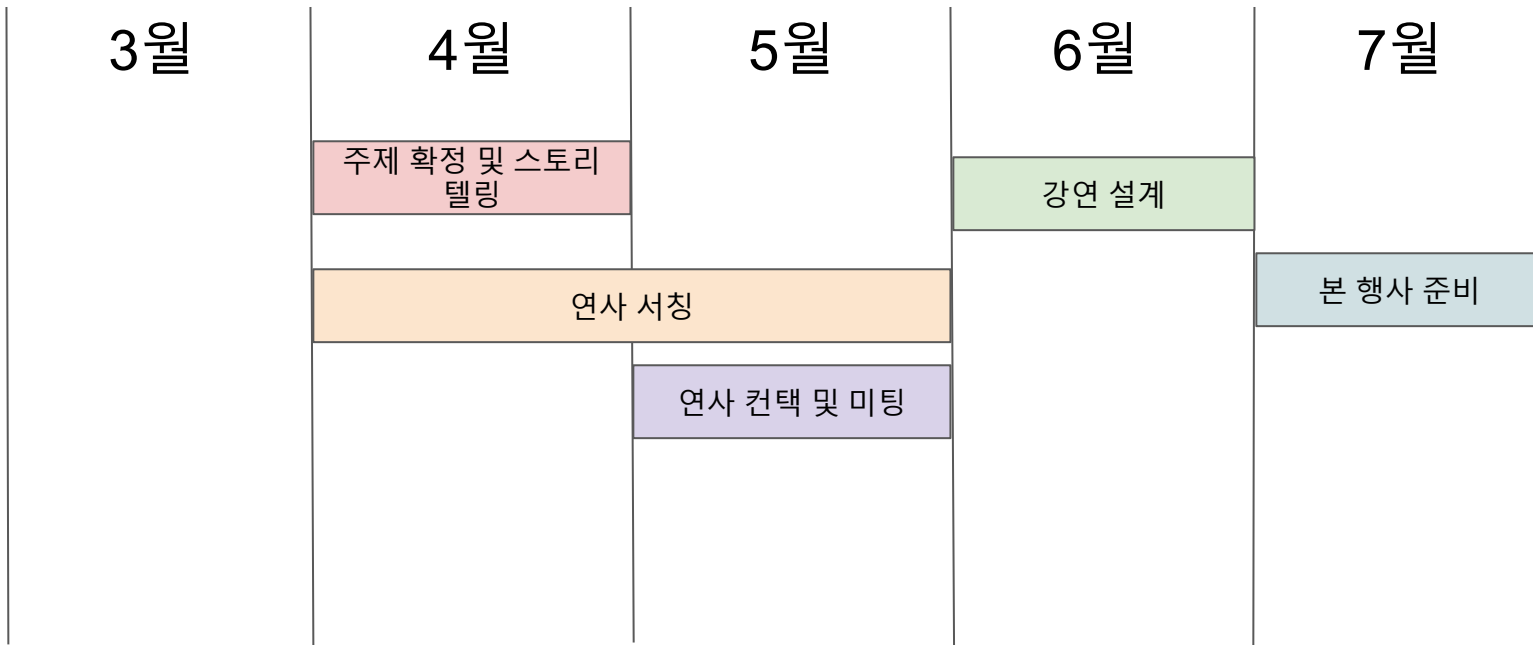 3월 4월 5월 6월 7월
주제 확정 및 스토리
텔링
강연 설계
본 행사 준비
연사 서칭
연사 컨택 및 미팅